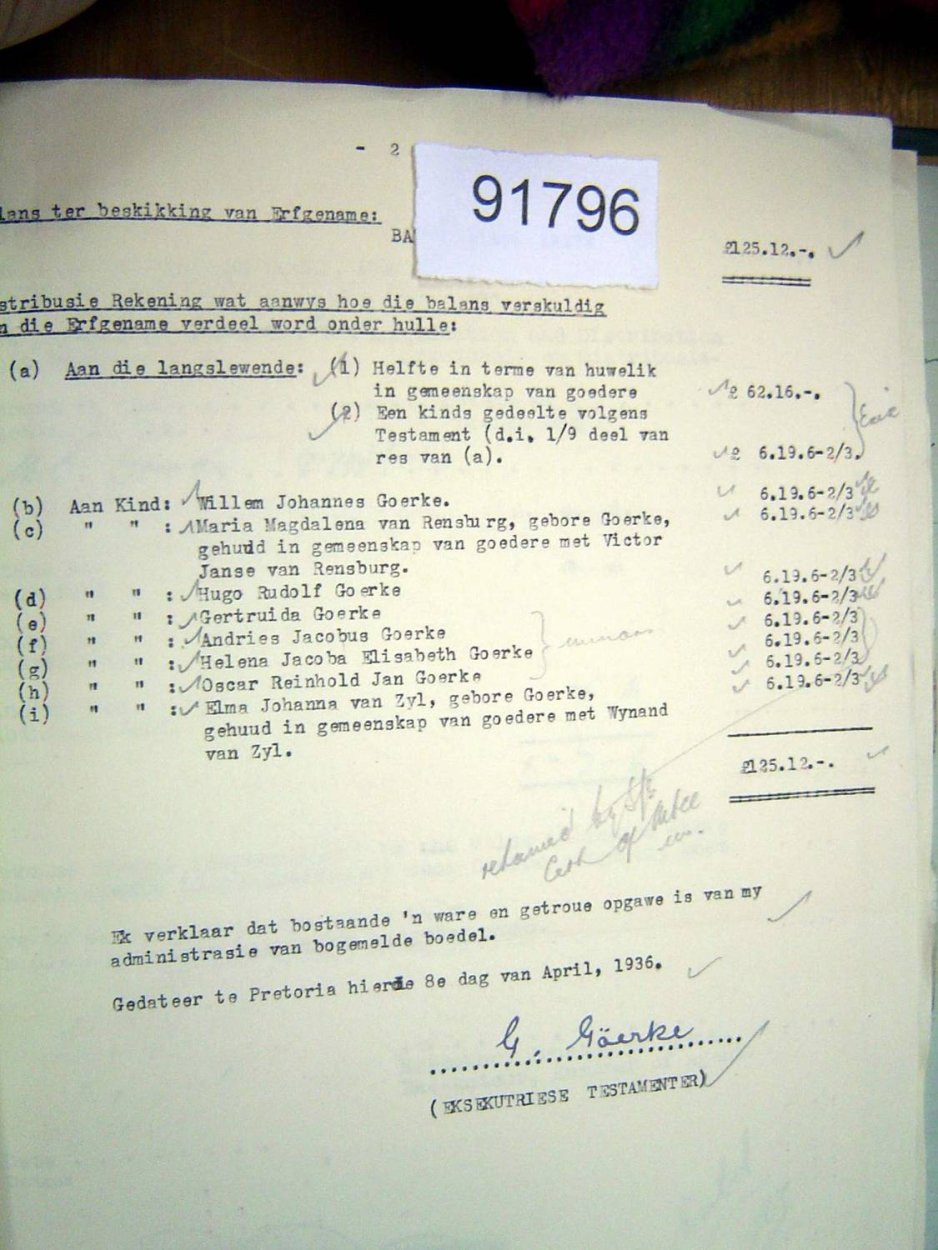 - 2
91796
lans ter beskikking van Erfgename:
BA
£125.12.-.
stribusie Rekening wat aanwys hoe die balans verskuldig
n die Erfgename verdeel word onder hulle:
(a) Aan die langslewende: (1) Helfte in terme van huwelik
in gemeenskap van goedere £ 62.16.-.
(2) Een kinds gedeelte volgens
Testament (d.i. 1/9 deel van
res van (a). £ 6.19.6-2/3.
(b) Aan Kind: Willem Johannes Goerke. 6.19.6-2/3
(c) " " : Maria Magdalena van Rensburg, gebore Goerke, 6.19.6-2/3
gehuud in gemeenskap van goedere met Victor
Janse van Rensburg.
(d) " " : Hugo Rudolf Goerke 6.19.6-2/3
(e) " " : Gertruida Goerke 6.19.6-2/3
(f) " " : Andries Jacobus Goerke 6.19.6-2/3
(g) " " : Helena Jacoba Elisabeth Goerke 6.19.6-2/3
(h) " " : Oscar Reinhold Jan Goerke 6.19.6-2/3
(i) " " : Elma Johanna van Zyl, gebore Goerke, 6.19.6-2/3
gehuud in gemeenskap van goedere met Wynand
van Zyl.
£125.12.-.
retained by
of
Ek verklaar dat bostaande 'n ware en getroue opgawe is van my
administrasie van bogemelde boedel.
Gedateer te Pretoria hierdie 8e dag van April, 1936.
G. Göerke
(EKSEKUTRIESE TESTAMENTER)